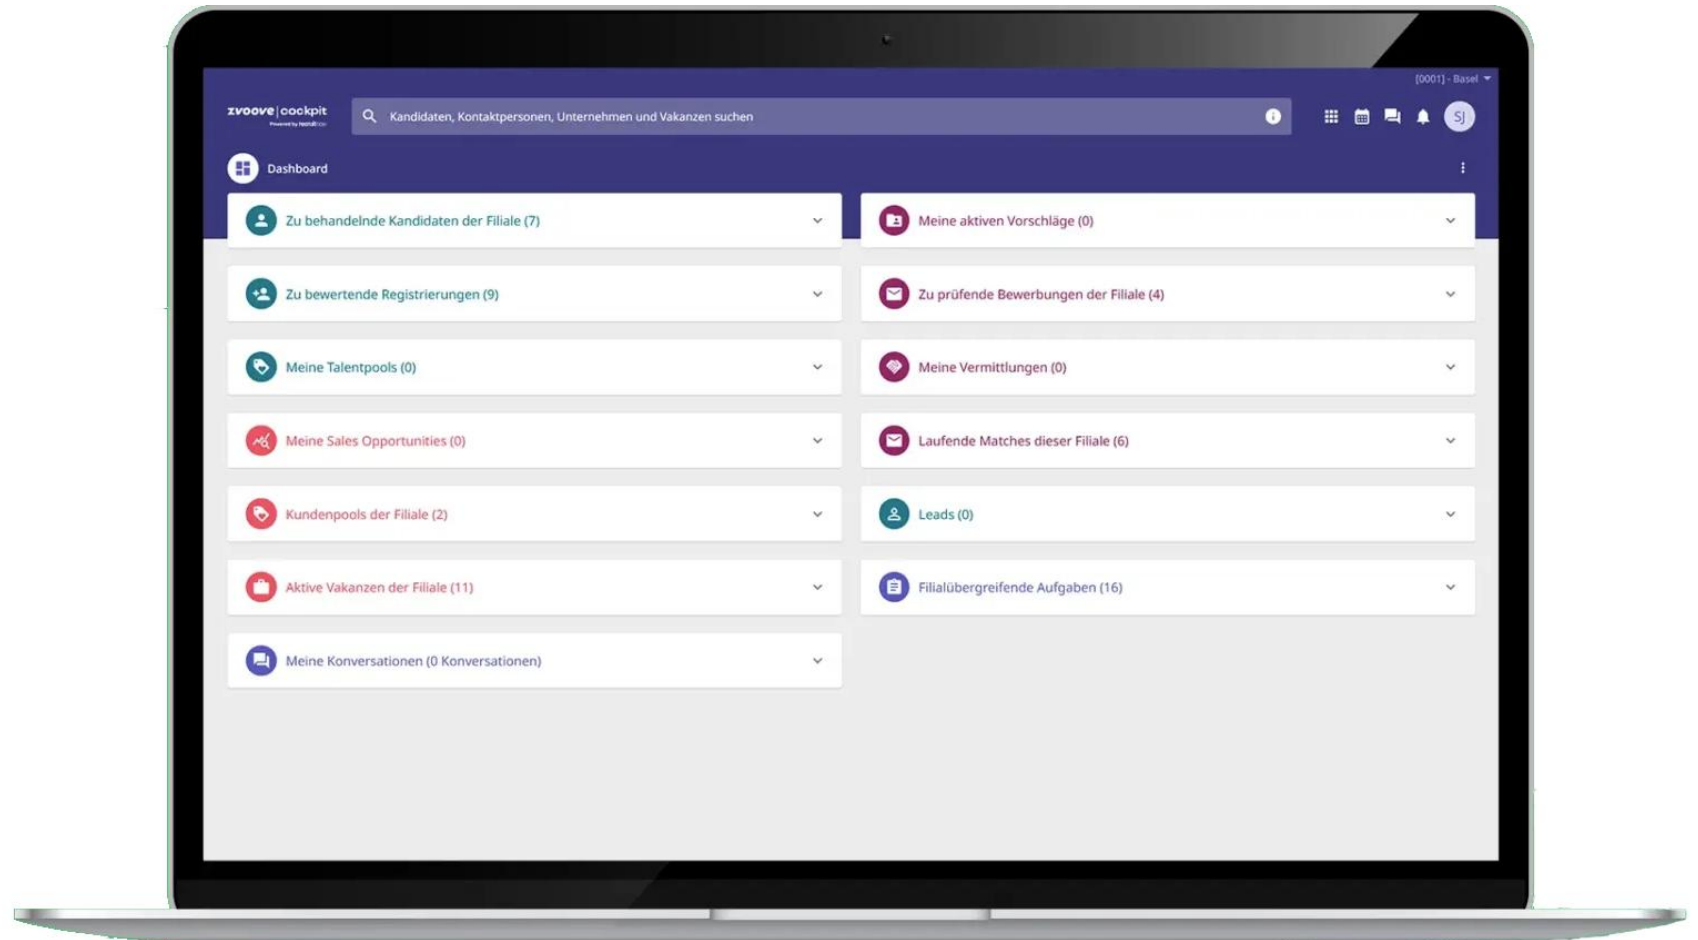 [0001] - Basel
zvoove|cockpit
Powered by
Kandidaten, Kontaktpersonen, Unternehmen und Vakanzen suchen
SJ
Dashboard
Zu behandelnde Kandidaten der Filiale (7)
Meine aktiven Vorschläge (0)
Zu bewertende Registrierungen (9)
Zu prüfende Bewerbungen der Filiale (4)
Meine Talentpools (0)
Meine Vermittlungen (0)
Meine Sales Opportunities (0)
Laufende Matches dieser Filiale (6)
Kundenpools der Filiale (2)
Leads (0)
Aktive Vakanzen der Filiale (11)
Filialübergreifende Aufgaben (16)
Meine Konversationen (0 Konversationen)